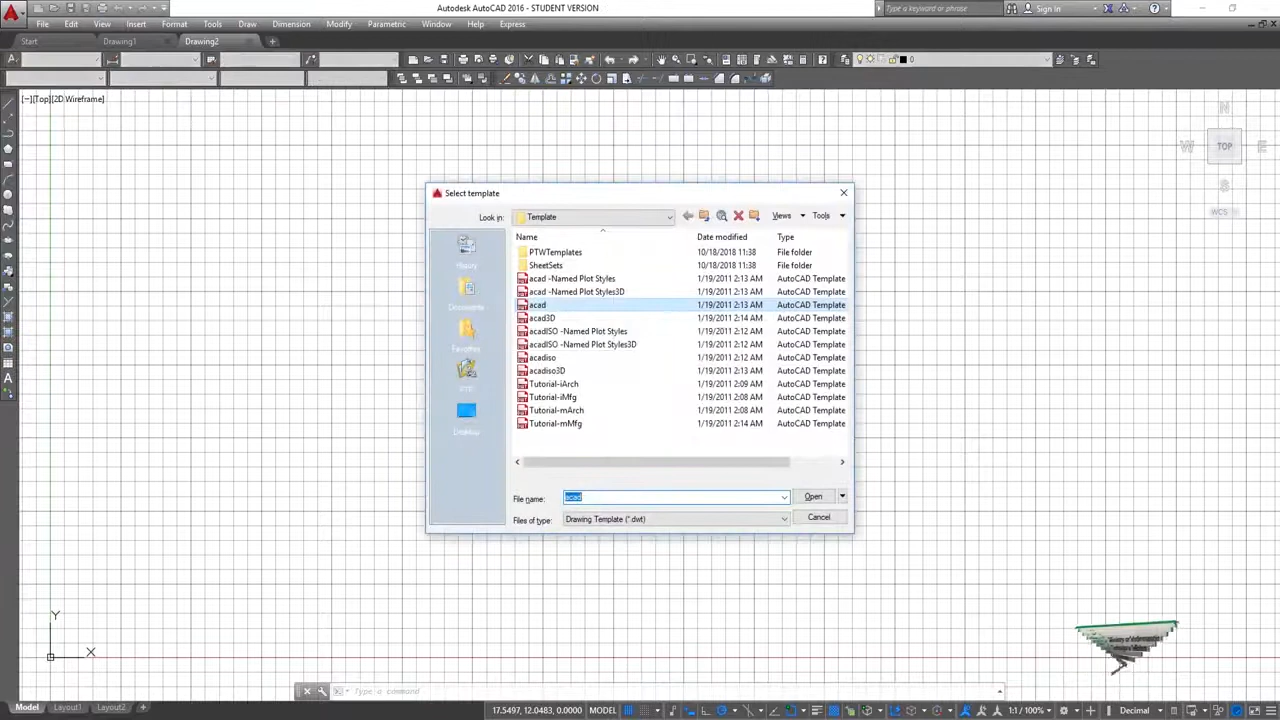 Autodesk AutoCAD 2016 - STUDENT VERSION
Type a keyword or phrase
Sign In
File Edit View Insert Format Tools Draw Dimension Modify Parametric Window Help Express
Start Drawing1 Drawing2
0
[−][Top][2D Wireframe]
N
W TOP E
S
WCS
Select template
Look in: Template Views Tools
Name Date modified Type
PTWTemplates 10/18/2018 11:38 File folder
SheetSets 10/18/2018 11:38 File folder
acad -Named Plot Styles 1/19/2011 2:13 AM AutoCAD Template
acad -Named Plot Styles3D 1/19/2011 2:13 AM AutoCAD Template
acad 1/19/2011 2:13 AM AutoCAD Template
acad3D 1/19/2011 2:14 AM AutoCAD Template
acadISO -Named Plot Styles 1/19/2011 2:12 AM AutoCAD Template
acadISO -Named Plot Styles3D 1/19/2011 2:12 AM AutoCAD Template
acadiso 1/19/2011 2:12 AM AutoCAD Template
acadiso3D 1/19/2011 2:13 AM AutoCAD Template
Tutorial-iArch 1/19/2011 2:09 AM AutoCAD Template
Tutorial-iMfg 1/19/2011 2:08 AM AutoCAD Template
Tutorial-mArch 1/19/2011 2:08 AM AutoCAD Template
Tutorial-mMfg 1/19/2011 2:14 AM AutoCAD Template
History
Documents
Favorites
FTP
Desktop
File name: acad Open
Files of type: Drawing Template (*.dwt) Cancel
Y
X
Type a command
Model Layout1 Layout2
17.5497, 12.0483, 0.0000 MODEL 1:1 / 100% Decimal